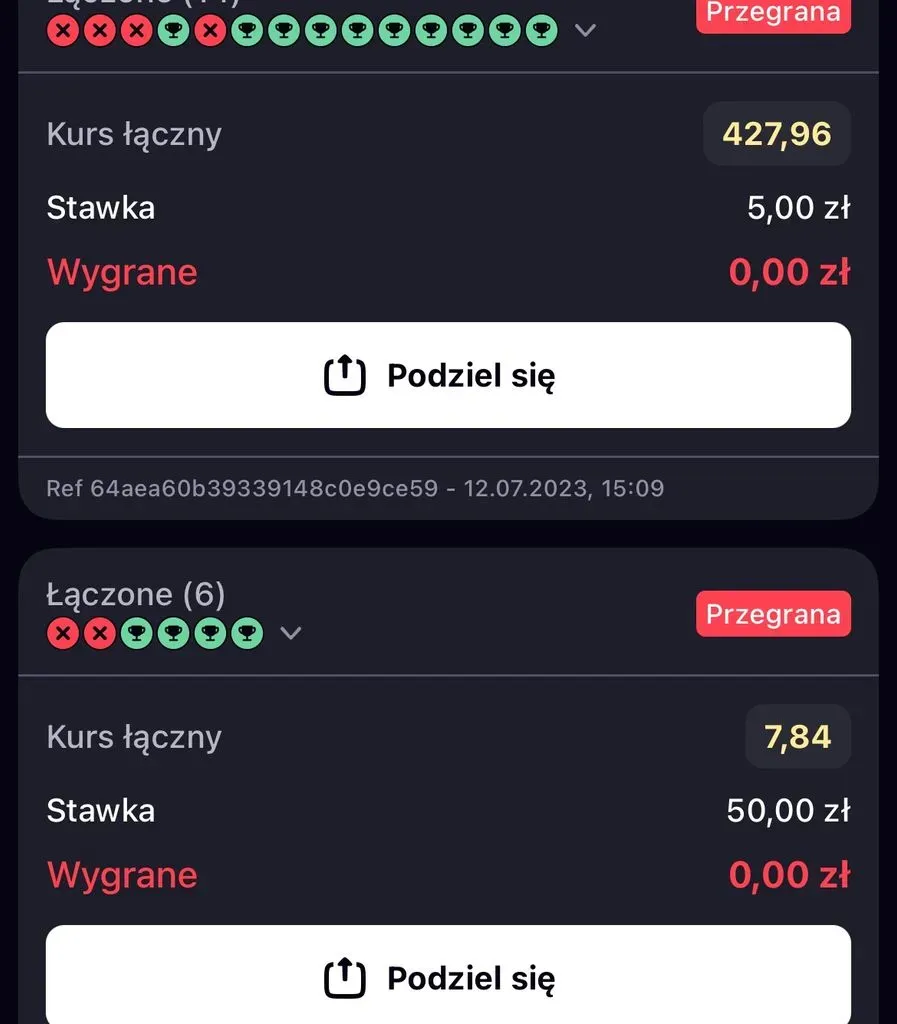 Przegrana
Kurs łączny
427,96
Stawka
5,00 zł
Wygrane
0,00 zł
Podziel się
Ref 64aea60b39339148c0e9ce59 - 12.07.2023, 15:09
Łączone (6)
Przegrana
Kurs łączny
7,84
Stawka
50,00 zł
Wygrane
0,00 zł
Podziel się